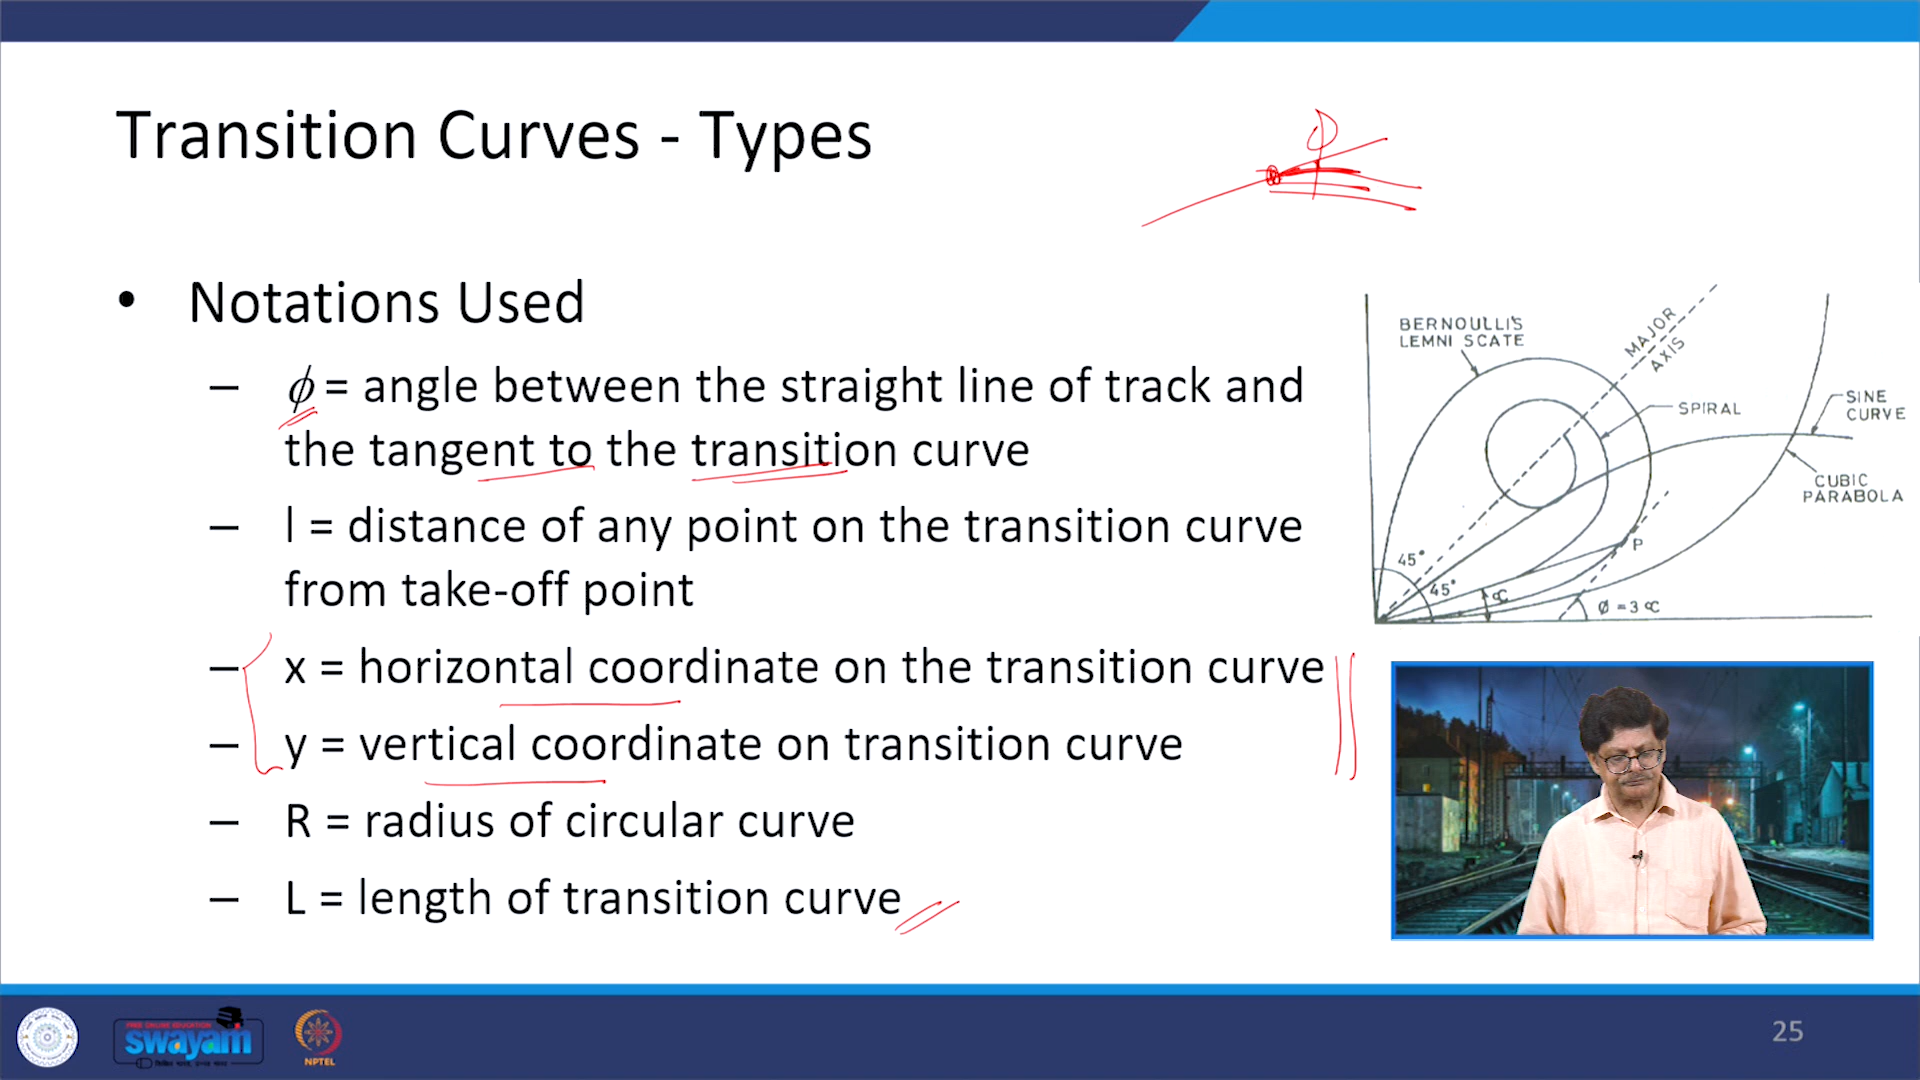 Transition Curves - Types
ϕ
• Notations Used
– ϕ = angle between the straight line of track and
the tangent to the transition curve
– l = distance of any point on the transition curve
from take-off point
– x = horizontal coordinate on the transition curve
– y = vertical coordinate on transition curve
– R = radius of circular curve
– L = length of transition curve
BERNOULLI'S
LEMNI SCATE
MAJOR
AXIS
SPIRAL
SINE
CURVE
CUBIC
PARABOLA
P
45°
45°
∝
Ø = 3 ∝
FREE ONLINE EDUCATION
swayam
NPTEL
25